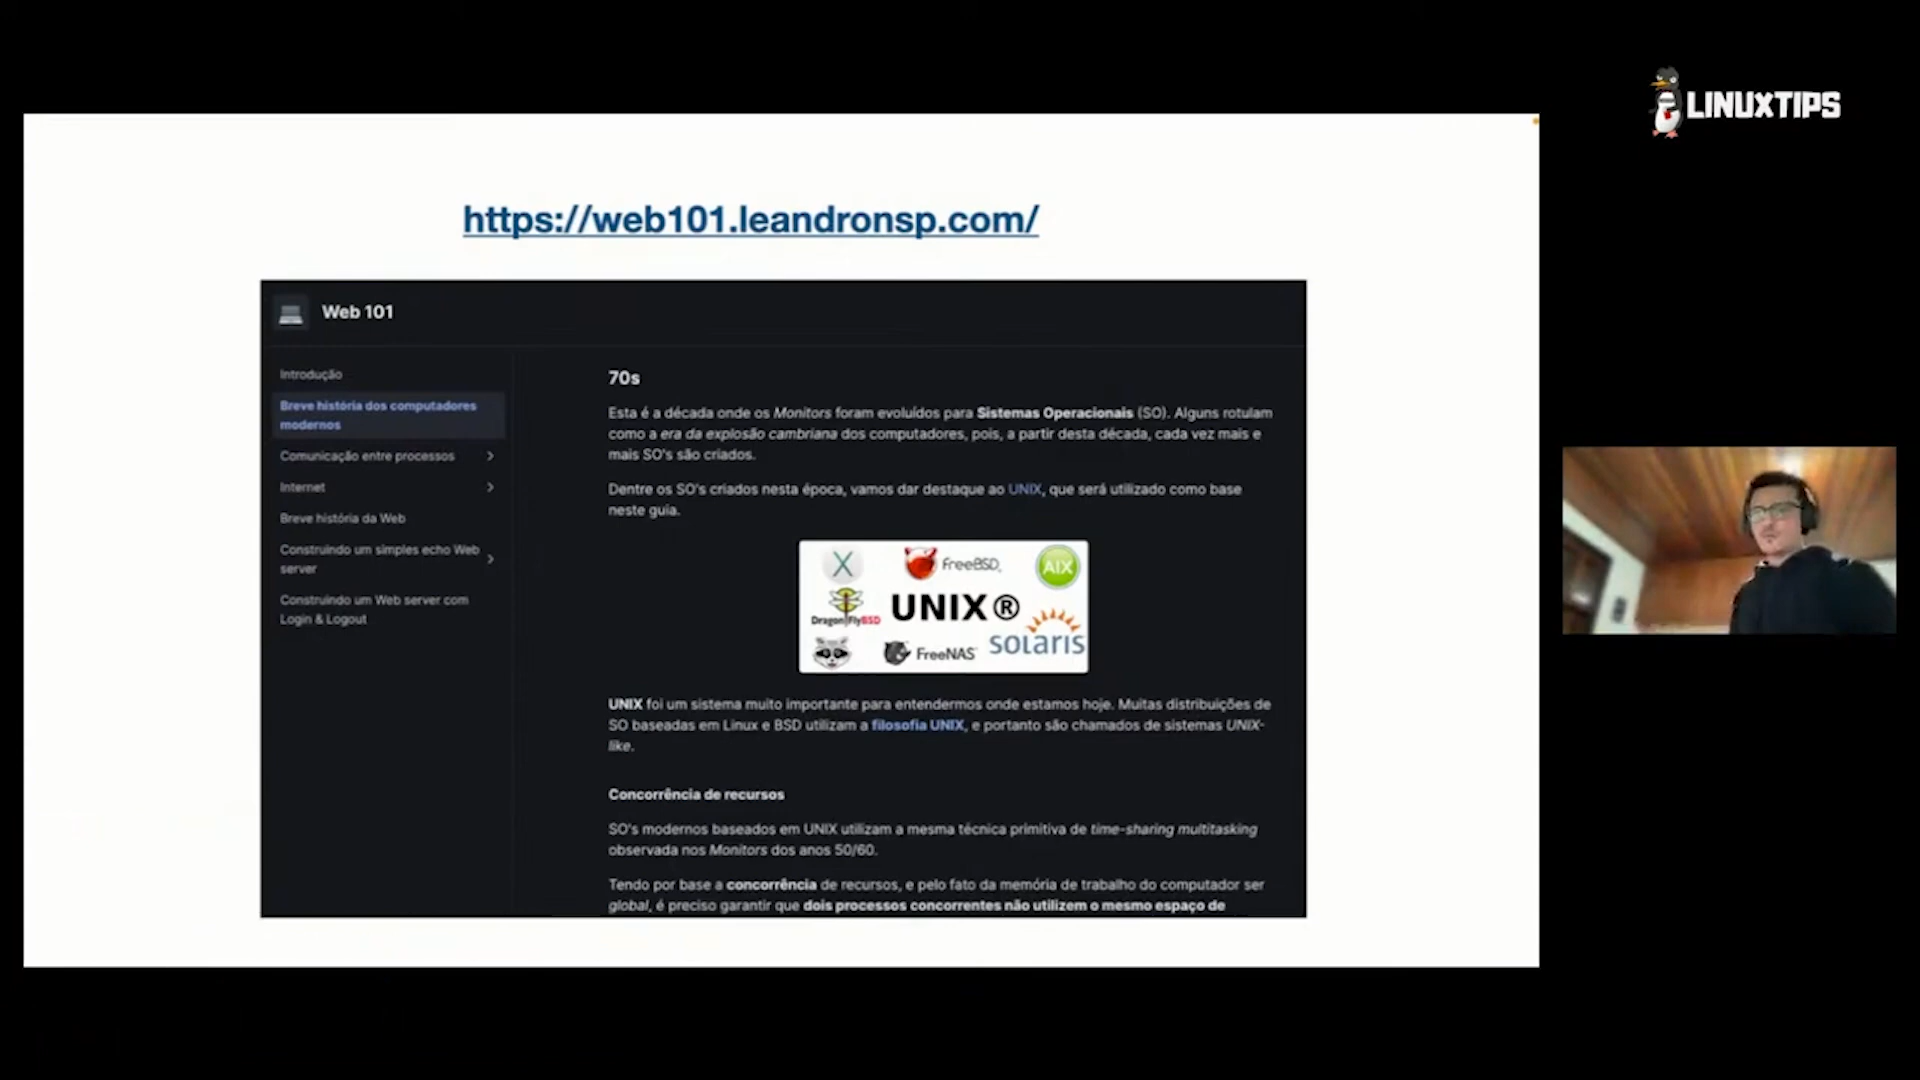 LINUXTIPS
https://web101.leandronsp.com/
Web 101
Introdução
Breve história dos computadores
modernos
Comunicação entre processos
Internet
Breve história da Web
Construindo um simples echo Web
server
Construindo um Web server com
Login & Logout
70s
Esta é a década onde os Monitors foram evoluídos para Sistemas Operacionais (SO). Alguns rotulam
como a era da explosão cambriana dos computadores, pois, a partir desta década, cada vez mais e
mais SO's são criados.
Dentre os SO's criados nesta época, vamos dar destaque ao UNIX, que será utilizado como base
neste guia.
X
FreeBSD
AIX
DragonFlyBSD
UNIX®
solaris
FreeNAS
UNIX foi um sistema muito importante para entendermos onde estamos hoje. Muitas distribuições de
SO baseadas em Linux e BSD utilizam a filosofia UNIX, e portanto são chamados de sistemas UNIX-
like.
Concorrência de recursos
SO's modernos baseados em UNIX utilizam a mesma técnica primitiva de time-sharing multitasking
observada nos Monitors dos anos 50/60.
Tendo por base a concorrência de recursos, e pelo fato da memória de trabalho do computador ser
global, é preciso garantir que dois processos concorrentes não utilizem o mesmo espaço de